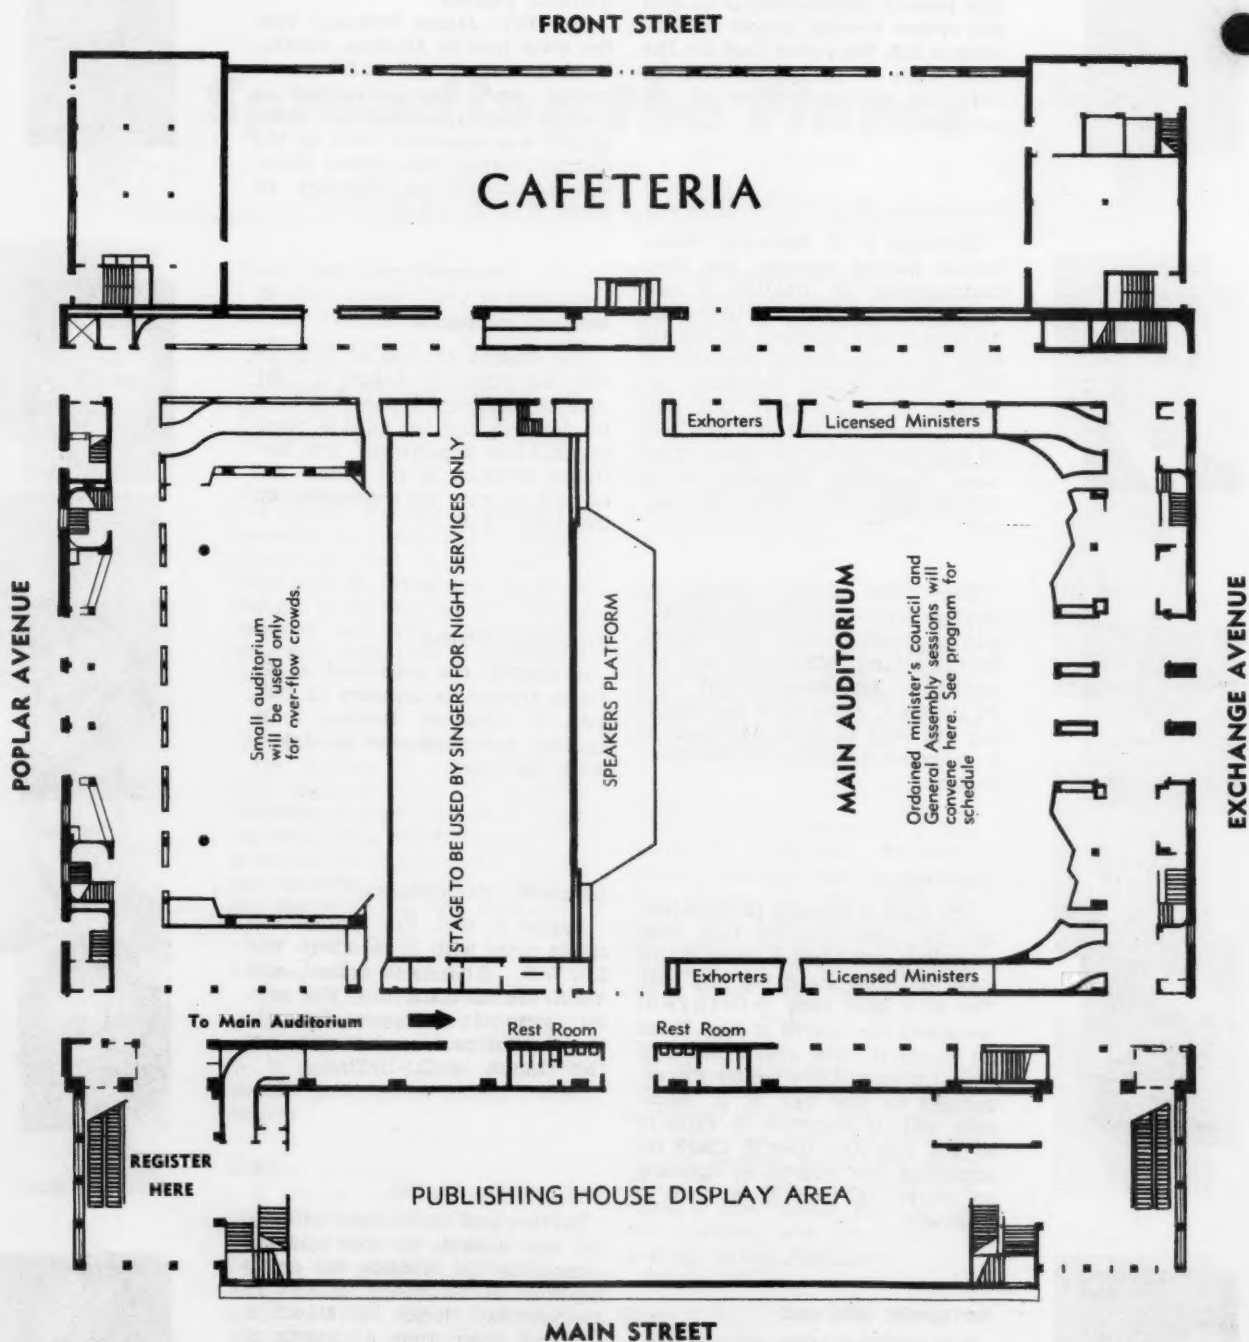 FRONT STREET
CAFETERIA
Exhorters
Licensed Ministers
POPLAR AVENUE
Small auditorium
will be used only
for over-flow crowds.
STAGE TO BE USED BY SINGERS FOR NIGHT SERVICES ONLY
SPEAKERS PLATFORM
MAIN AUDITORIUM
Ordained minister's council and
General Assembly sessions will
convene here. See program for
schedule
EXCHANGE AVENUE
Exhorters
Licensed Ministers
To Main Auditorium
Rest Room
Rest Room
REGISTER
HERE
PUBLISHING HOUSE DISPLAY AREA
MAIN STREET